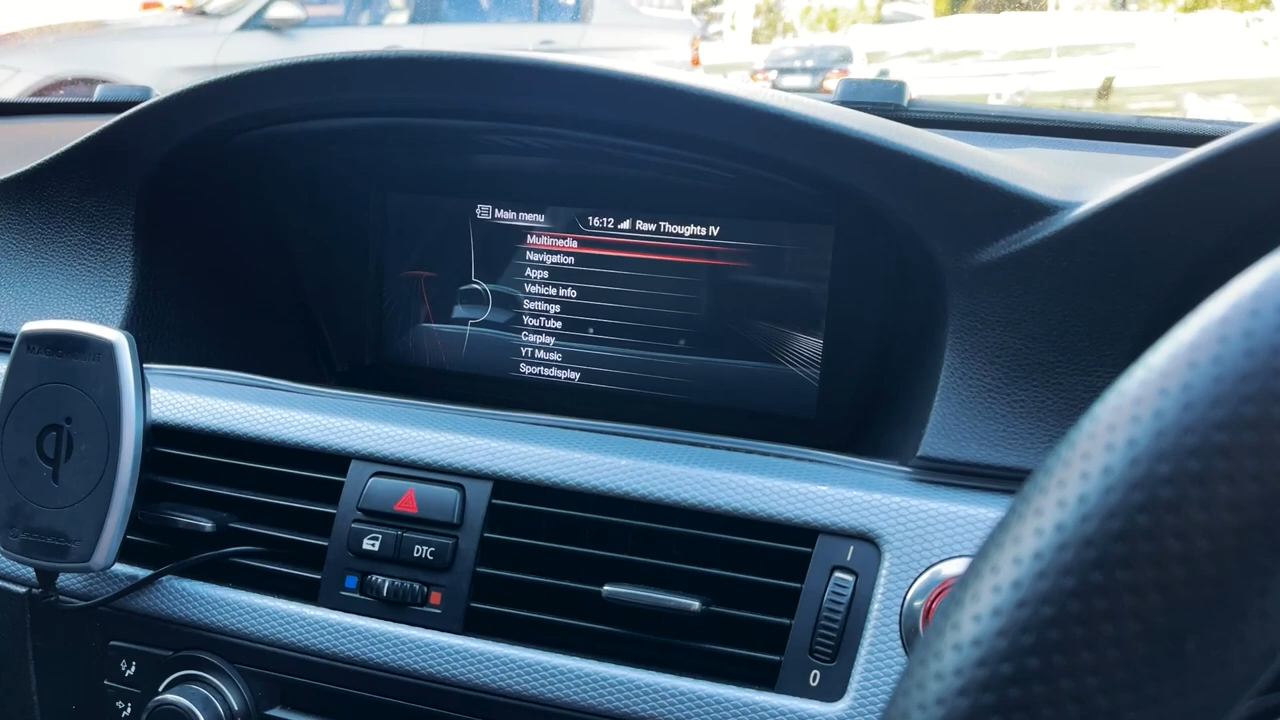 Main menu
16:12 Raw Thoughts IV
Multimedia
Navigation
Apps
Vehicle info
Settings
YouTube
Carplay
YT Music
Sportsdisplay
DTC
I
0